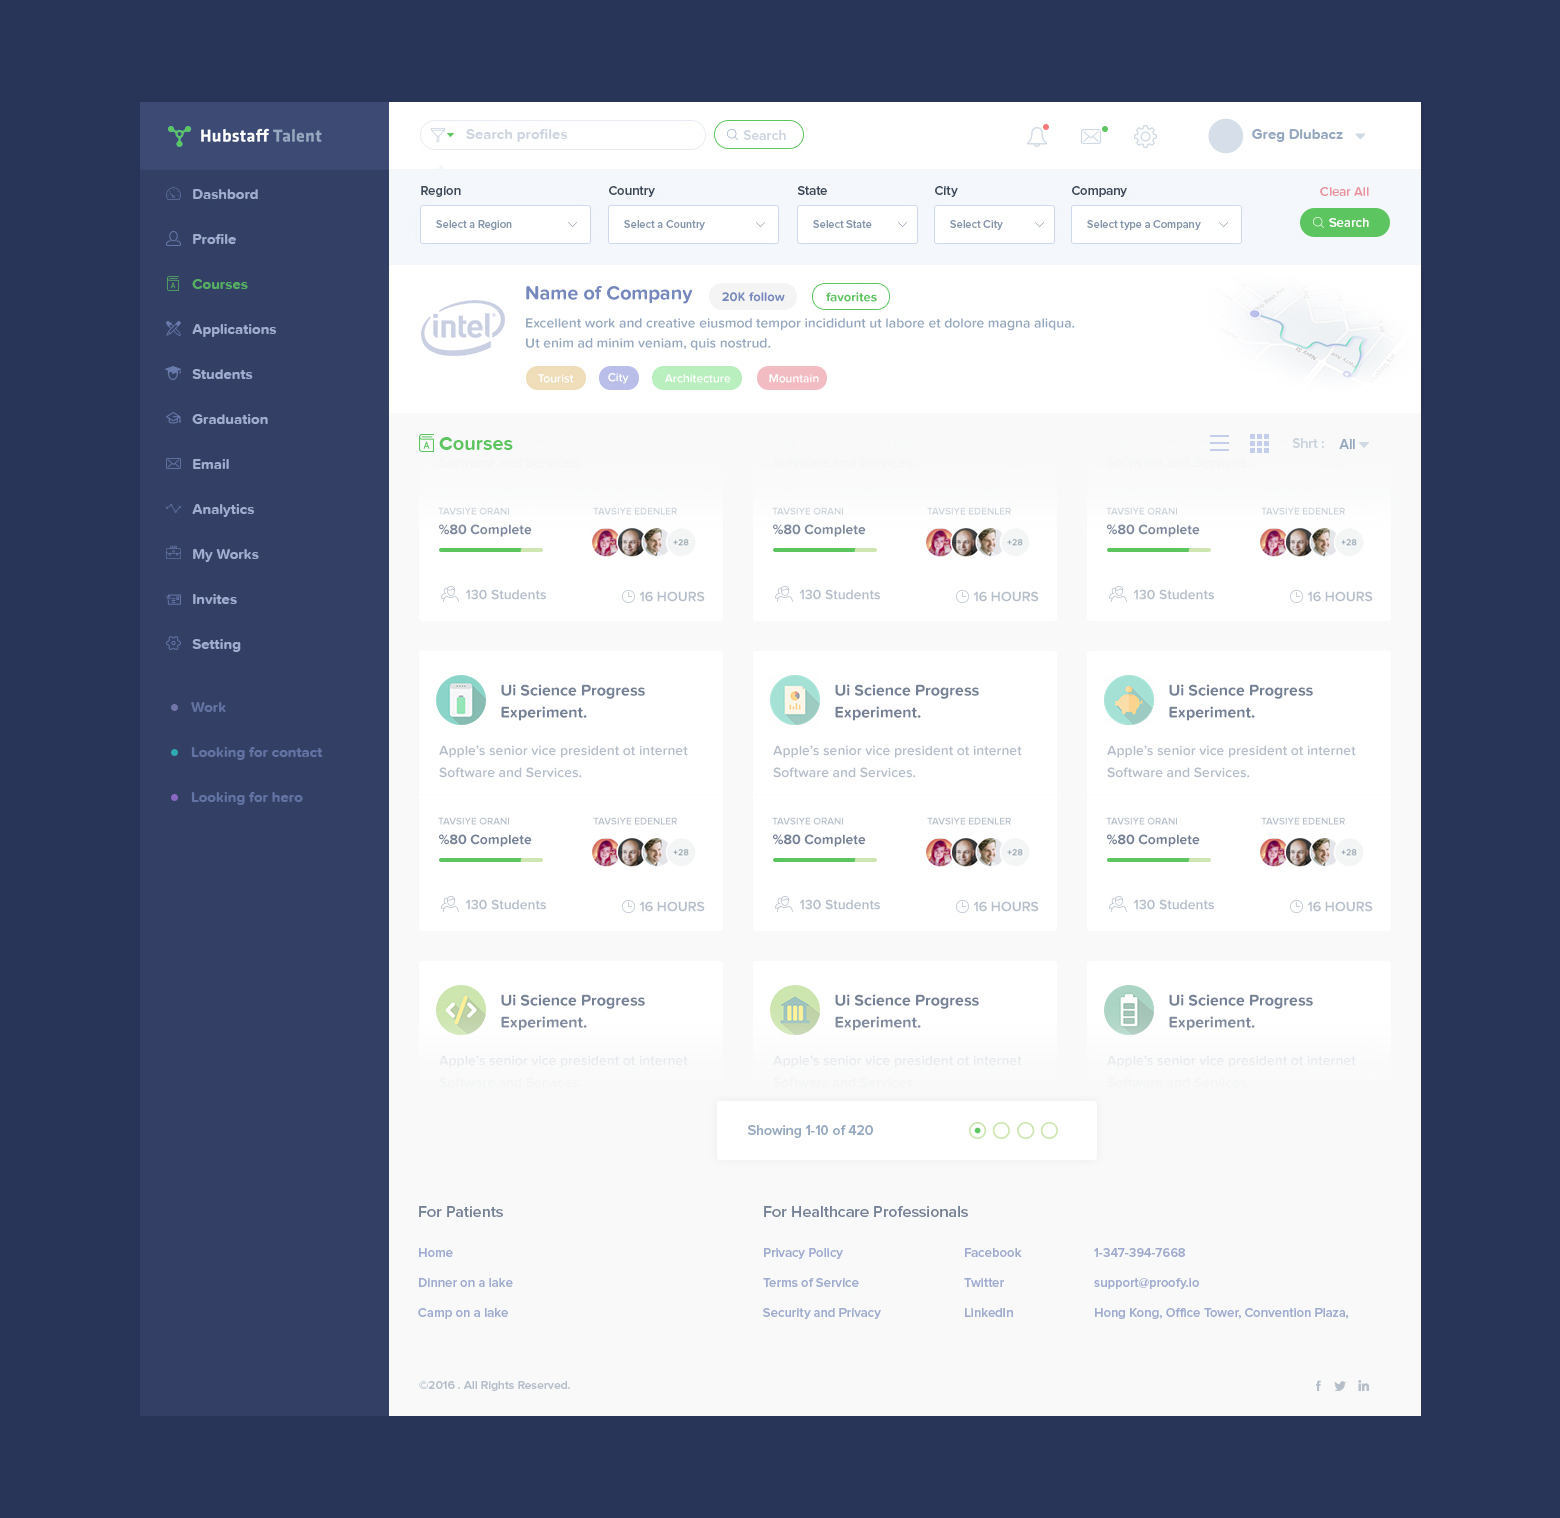 Hubstaff Talent
Dashbord
Profile
Courses
Applications
Students
Graduation
Email
Analytics
My Works
Invites
Setting
Work
Looking for contact
Looking for hero
Search profiles
Search
Greg Dlubacz
Region
Country
State
City
Company
Clear All
Select a Region
Select a Country
Select State
Select City
Select type a Company
Search
intel
Name of Company
20K follow
favorites
Excellent work and creative eiusmod tempor incididunt ut labore et dolore magna aliqua.
Ut enim ad minim veniam, quis nostrud.
Tourist
City
Architecture
Mountain
Courses
Shrt :
All
TAVSIYE ORANI
TAVSIYE EDENLER
%80 Complete
+28
130 Students
16 HOURS
TAVSIYE ORANI
TAVSIYE EDENLER
%80 Complete
+28
130 Students
16 HOURS
TAVSIYE ORANI
TAVSIYE EDENLER
%80 Complete
+28
130 Students
16 HOURS
Ui Science Progress
Experiment.
Apple's senior vice president ot internet
Software and Services.
TAVSIYE ORANI
TAVSIYE EDENLER
%80 Complete
+28
130 Students
16 HOURS
Ui Science Progress
Experiment.
Apple's senior vice president ot internet
Software and Services.
TAVSIYE ORANI
TAVSIYE EDENLER
%80 Complete
+28
130 Students
16 HOURS
Ui Science Progress
Experiment.
Apple's senior vice president ot internet
Software and Services.
TAVSIYE ORANI
TAVSIYE EDENLER
%80 Complete
+28
130 Students
16 HOURS
Ui Science Progress
Experiment.
Apple's senior vice president ot internet
Software and Services.
Ui Science Progress
Experiment.
Apple's senior vice president ot internet
Software and Services.
Ui Science Progress
Experiment.
Apple's senior vice president ot internet
Software and Services.
Showing 1-10 of 420
For Patients
Home
Dinner on a lake
Camp on a lake
For Healthcare Professionals
Privacy Policy
Terms of Service
Security and Privacy
Facebook
Twitter
LinkedIn
1-347-394-7668
support@proofy.io
Hong Kong, Office Tower, Convention Plaza,
©2016 . All Rights Reserved.